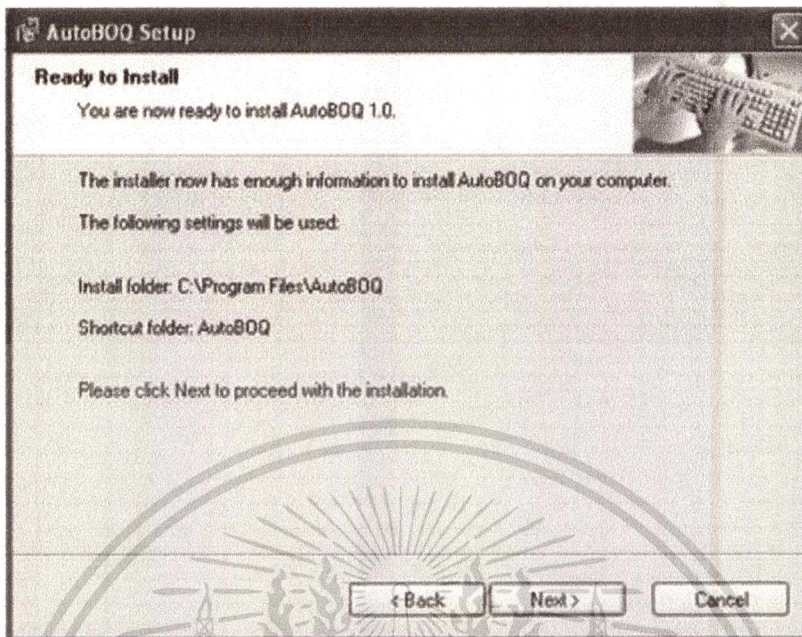 AutoBOQ Setup
Ready to Install
You are now ready to install AutoBOQ 1.0.
The installer now has enough information to install AutoBOQ on your computer.
The following settings will be used:
Install folder: C:\Program Files\AutoBOQ
Shortcut folder: AutoBOQ
Please click Next to proceed with the installation.
< Back
Next >
Cancel